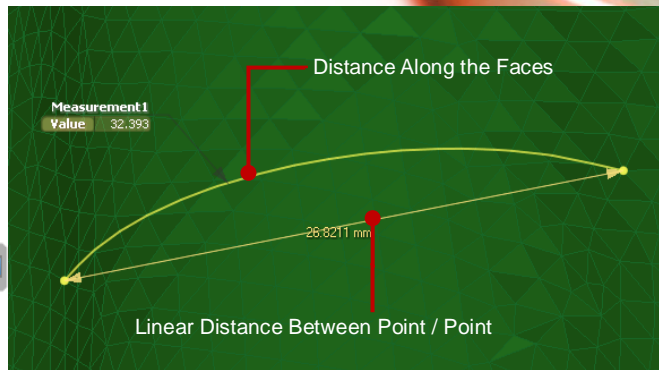 Distance Along the Faces
Measurement1
Value 32.393
26.8211 mm
Linear Distance Between Point / Point